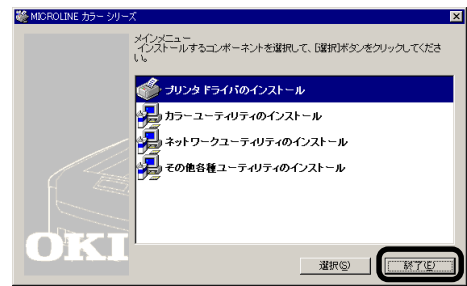 MICROLINE カラー シリーズ
メインメニュー
インストールするコンポーネントを選択して、[選択]ボタンをクリックしてくださ
い。
プリンタドライバのインストール
カラーユーティリティのインストール
ネットワークユーティリティのインストール
その他各種ユーティリティのインストール
OKI
選択(S)
終了(E)